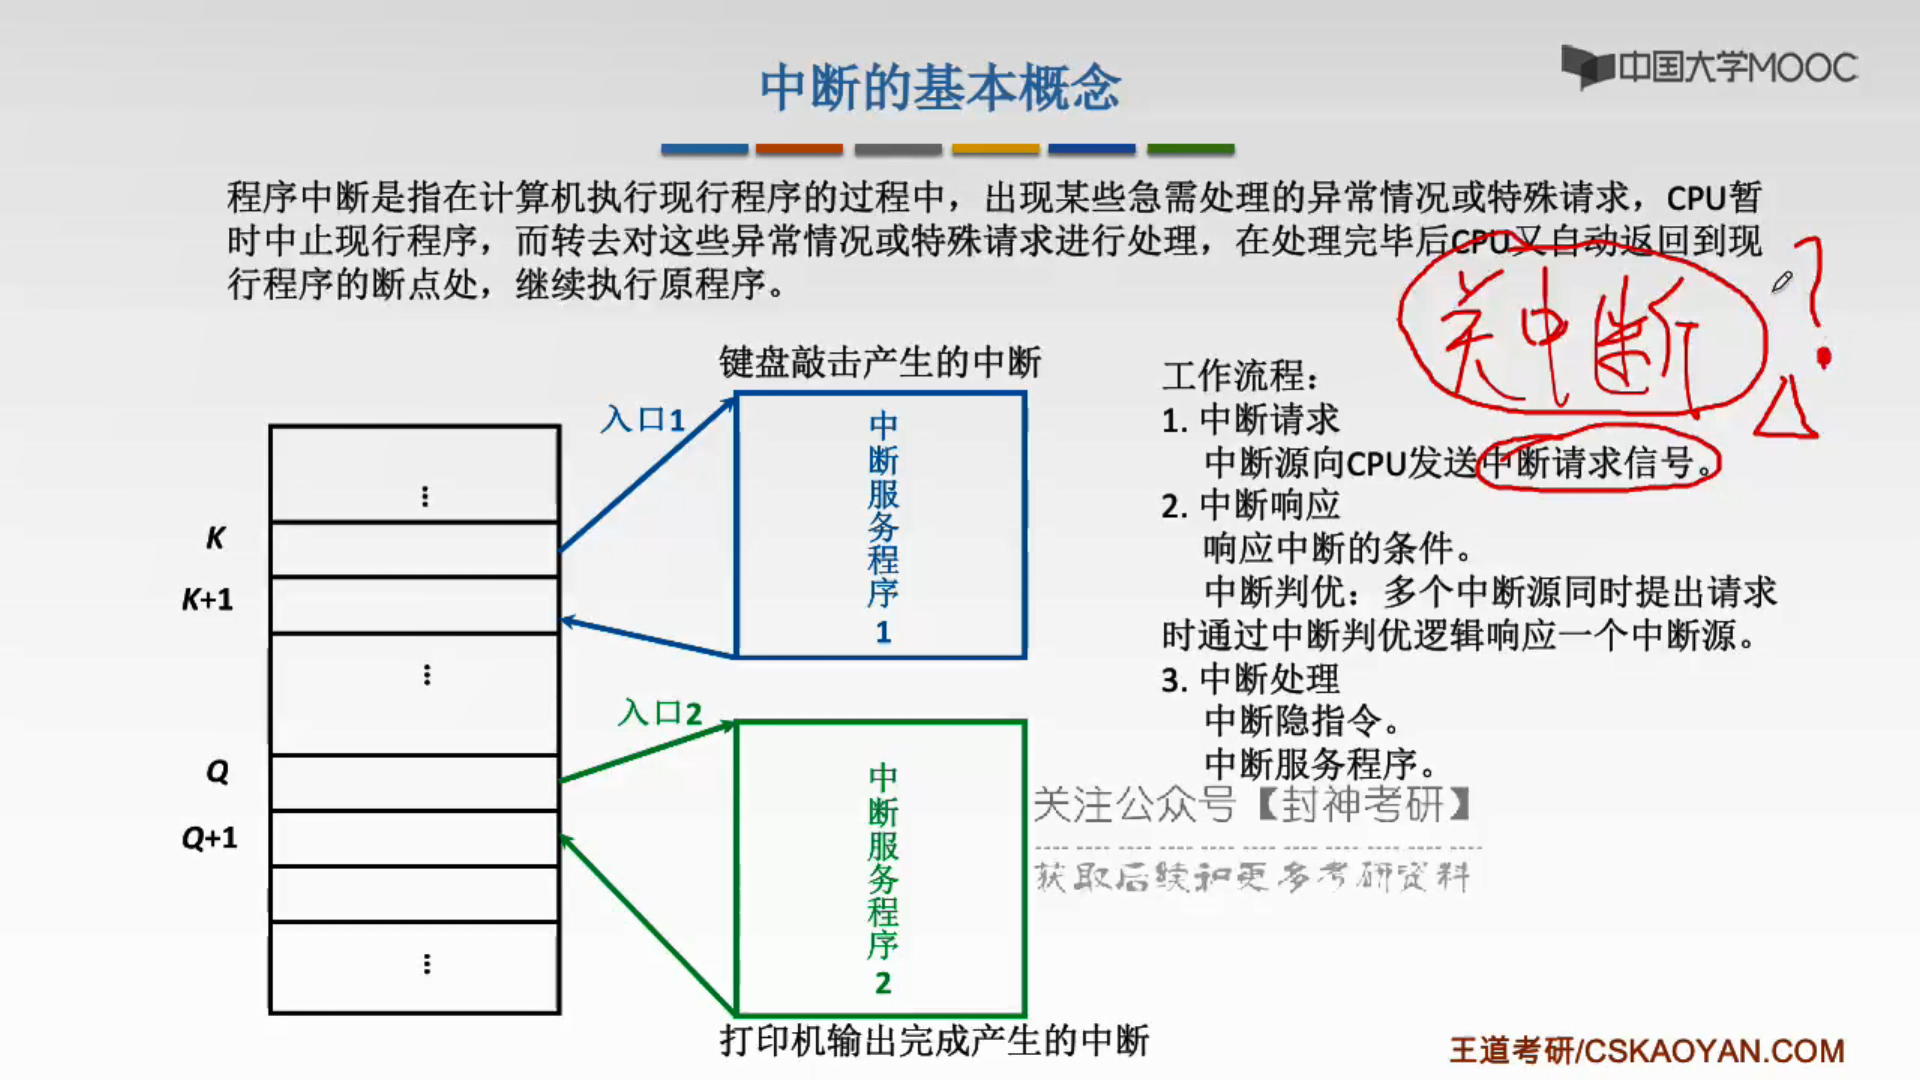 中国大学MOOC
中断的基本概念
程序中断是指在计算机执行现行程序的过程中，出现某些急需处理的异常情况或特殊请求，CPU暂
时中止现行程序，而转去对这些异常情况或特殊请求进行处理，在处理完毕后CPU又自动返回到现
行程序的断点处，继续执行原程序。
关中断
?
键盘敲击产生的中断
入口1
中断服务程序1
K
K+1
Q
Q+1
入口2
中断服务程序2
打印机输出完成产生的中断
工作流程：
1. 中断请求
中断源向CPU发送中断请求信号。
2. 中断响应
响应中断的条件。
中断判优：多个中断源同时提出请求
时通过中断判优逻辑响应一个中断源。
3. 中断处理
中断隐指令。
中断服务程序。
关注公众号【封神考研】
获取后续和更多考研资料
王道考研/CSKAOYAN.COM